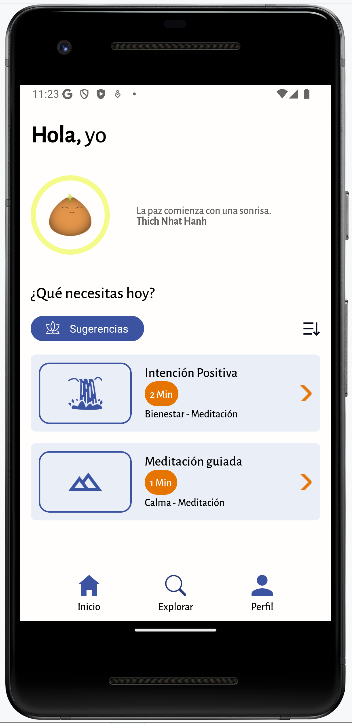 11:23 G
Hola, yo
La paz comienza con una sonrisa.
Thich Nhat Hanh
¿Qué necesitas hoy?
Sugerencias
Intención Positiva
2 Min
Bienestar - Meditación
Meditación guiada
1 Min
Calma - Meditación
Inicio
Explorar
Perfil